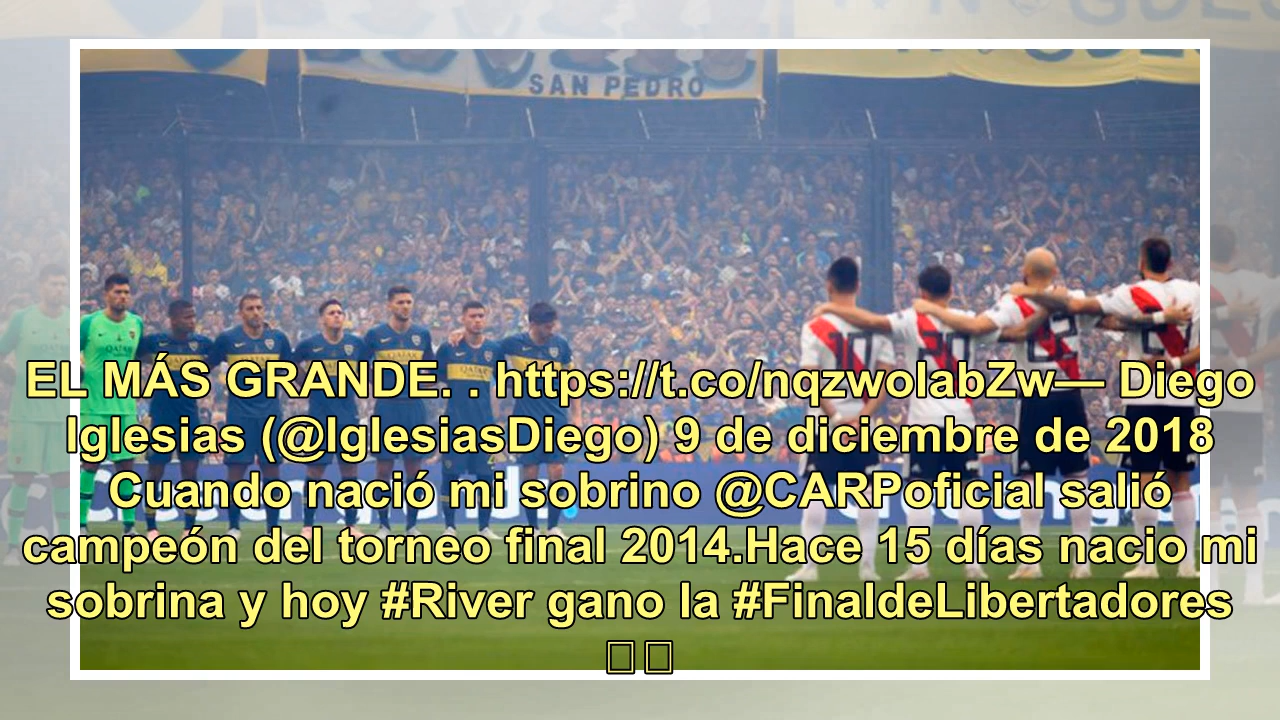 SAN PEDRO
EL MÁS GRANDE. . https://t.co/nqzwolabZw— Diego
Iglesias (@IglesiasDiego) 9 de diciembre de 2018
Cuando nació mi sobrino @CARPoficial salió
campeón del torneo final 2014.Hace 15 días nacio mi
sobrina y hoy #River gano la #FinaldeLibertadores